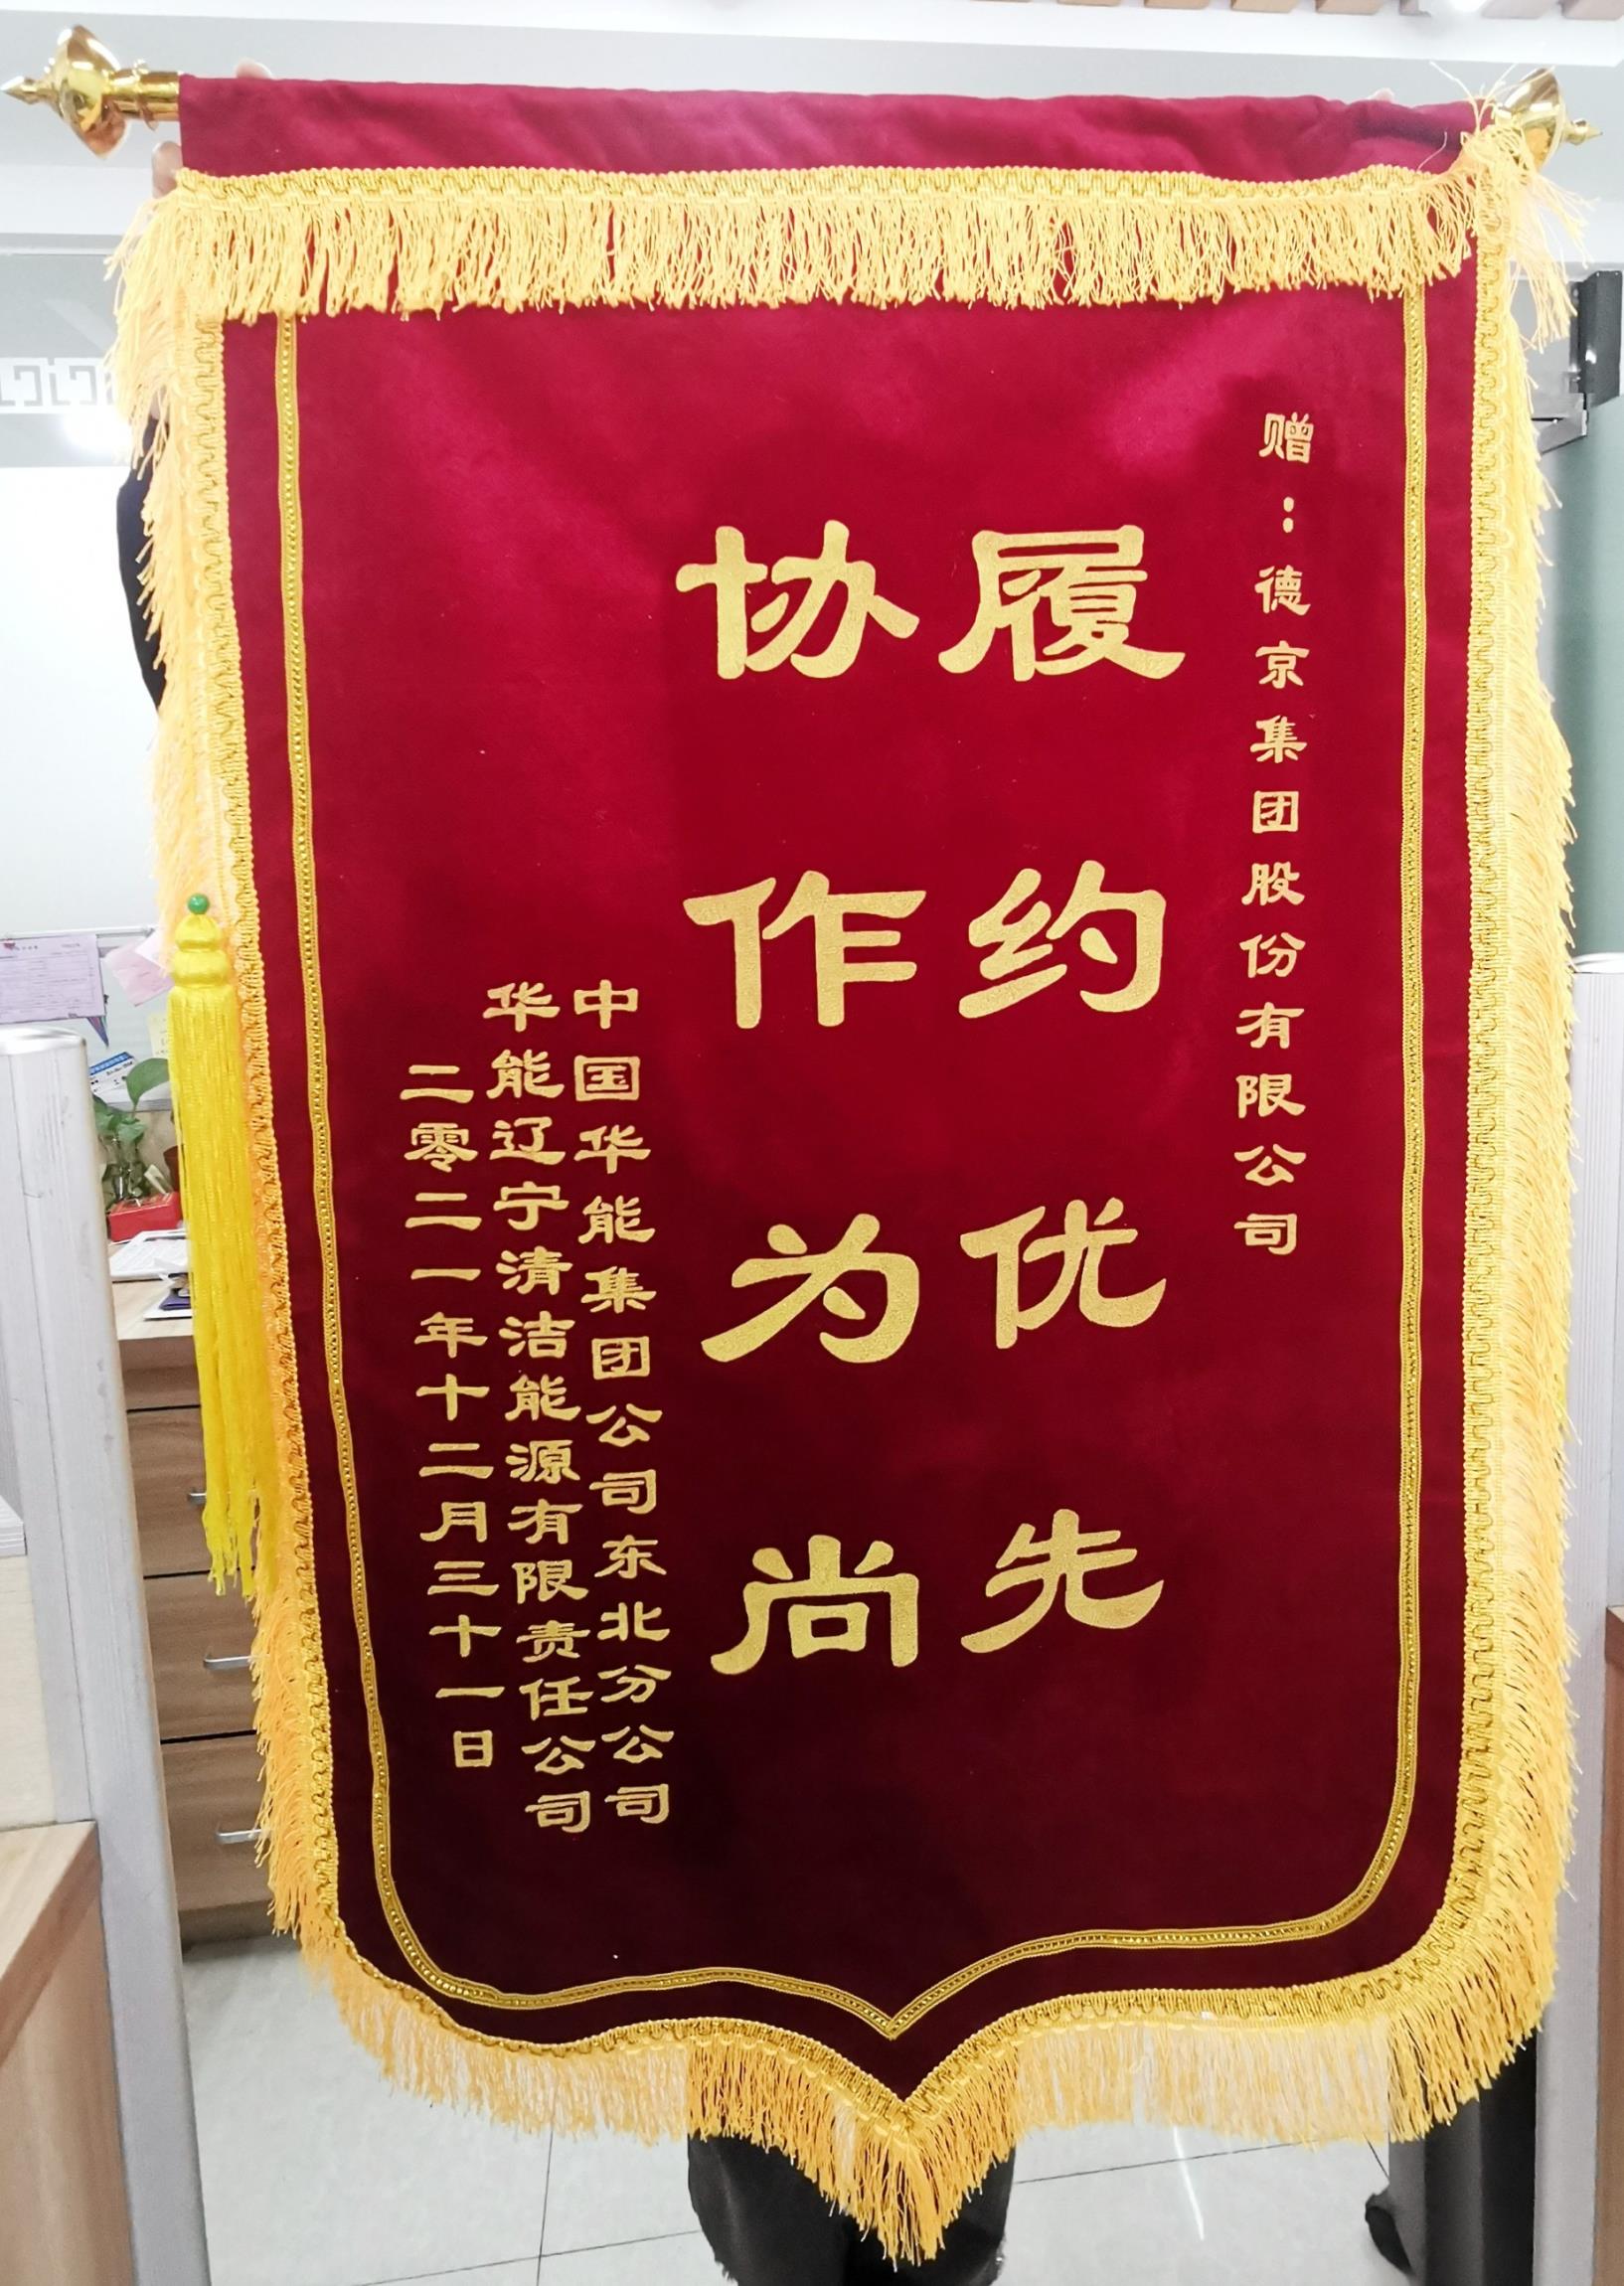 赠：德京集团股份有限公司
履约优先
协作为尚
中国华能集团公司东北分公司
华能辽宁清洁能源有限责任公司
二零二一年十二月三十一日